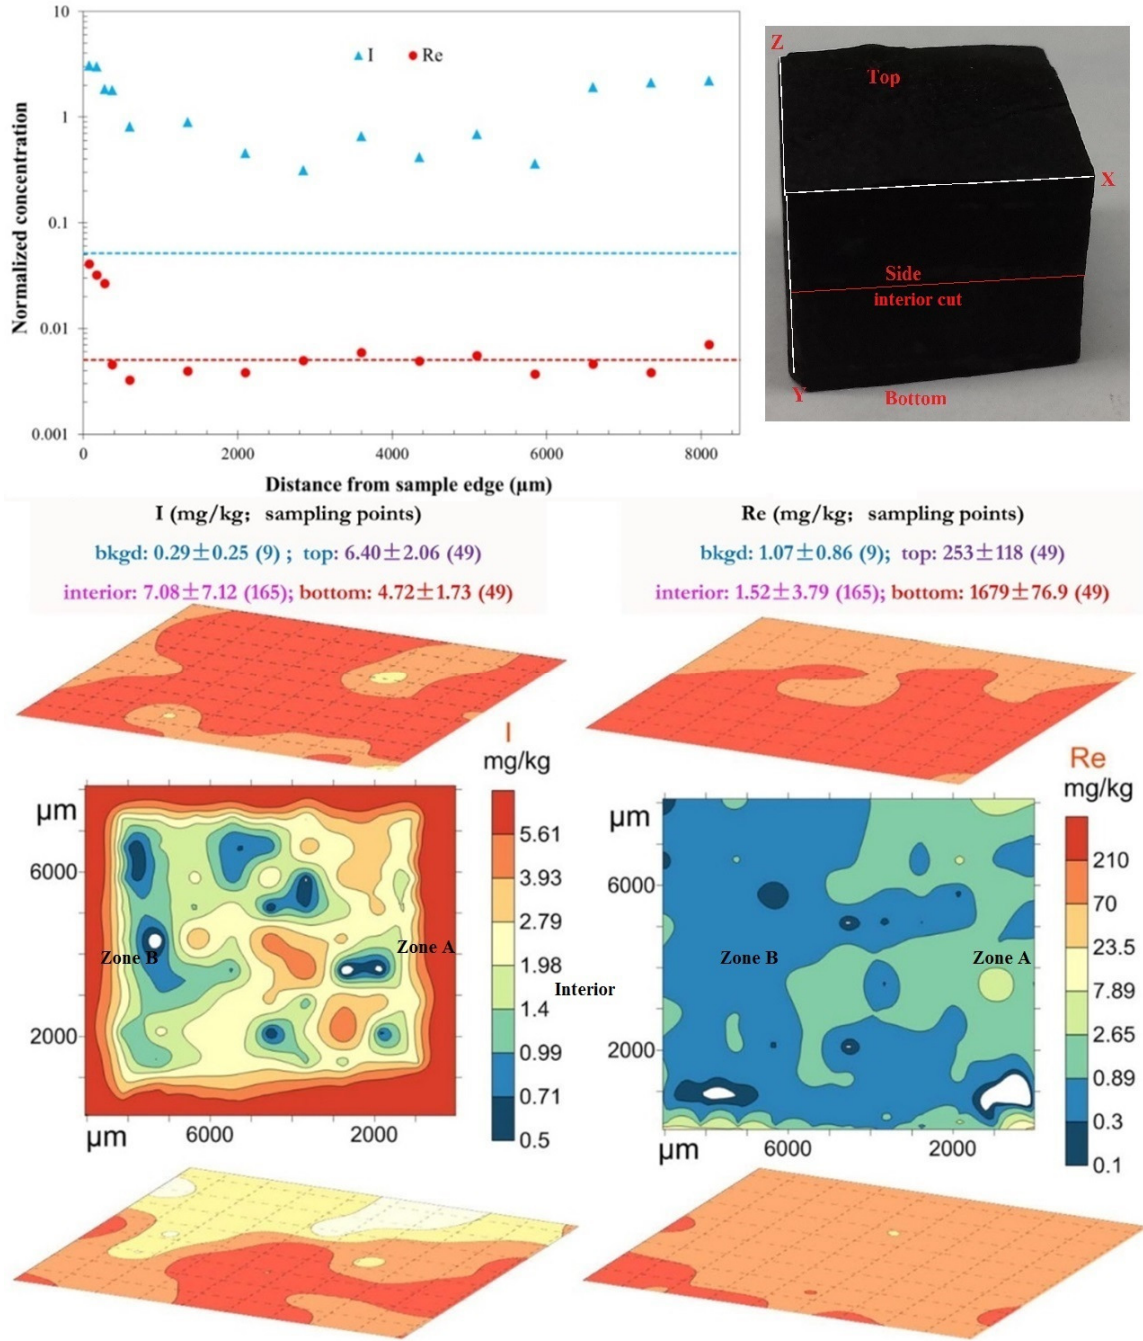 10
1
0.1
0.01
0.001
I
Re
Normalized concentration
0
2000
4000
6000
8000
Distance from sample edge (μm)
Z
Top
X
Side
interior cut
Y
Bottom
I (mg/kg; sampling points)
bkgd: 0.29±0.25 (9) ; top: 6.40±2.06 (49)
interior: 7.08±7.12 (165); bottom: 4.72±1.73 (49)
Re (mg/kg; sampling points)
bkgd: 1.07±0.86 (9); top: 253±118 (49)
interior: 1.52±3.79 (165); bottom: 1679±76.9 (49)
I
mg/kg
μm
6000
2000
μm
6000
2000
Zone B
Zone A
5.61
3.93
2.79
1.98
1.4
0.99
0.71
0.5
Interior
Re
mg/kg
μm
6000
2000
μm
6000
2000
Zone B
Zone A
210
70
23.5
7.89
2.65
0.89
0.3
0.1